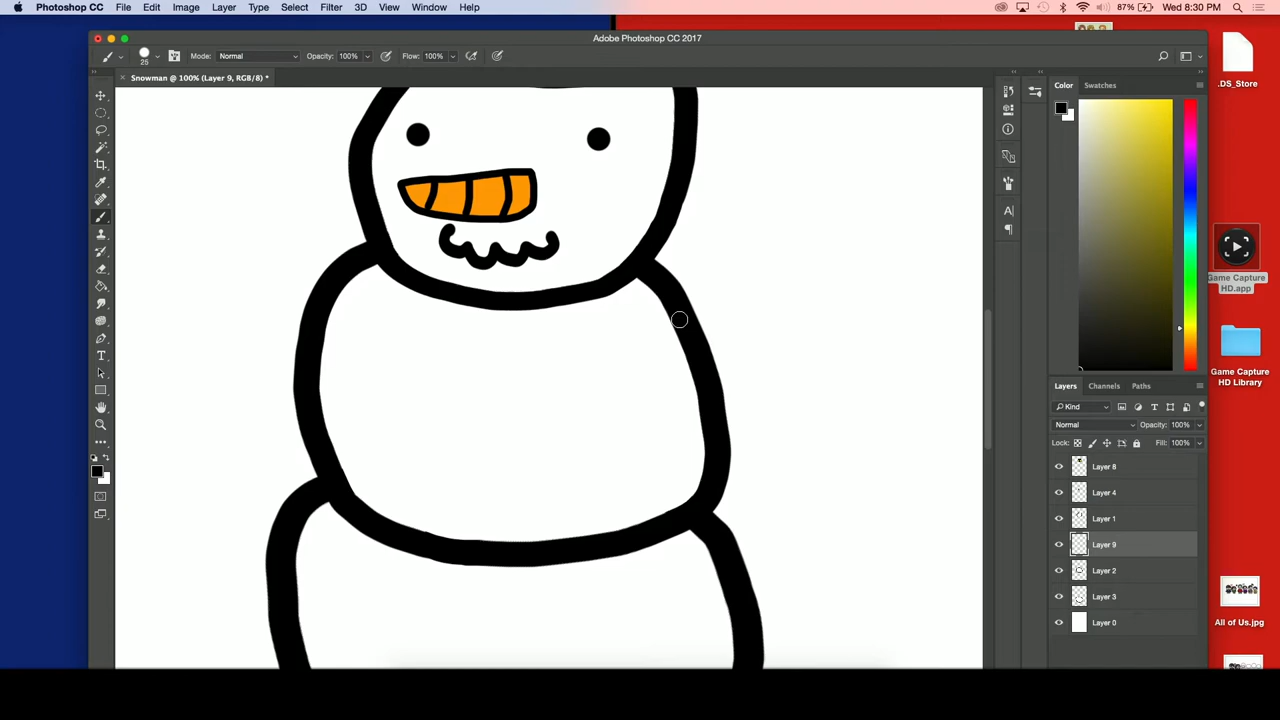 Photoshop CC File Edit Image Layer Type Select Filter 3D View Window Help 87% Wed 8:30 PM
Adobe Photoshop CC 2017
25 Mode: Normal Opacity: 100% Flow: 100%
× Snowman @ 100% (Layer 9, RGB/8) *
Color Swatches
.DS_Store
Game Capture
HD.app
Game Capture
HD Library
Layers Channels Paths
Kind
Normal Opacity: 100%
Lock: Fill: 100%
Layer 8
Layer 4
Layer 1
Layer 9
Layer 2
Layer 3
Layer 0
All of Us.jpg